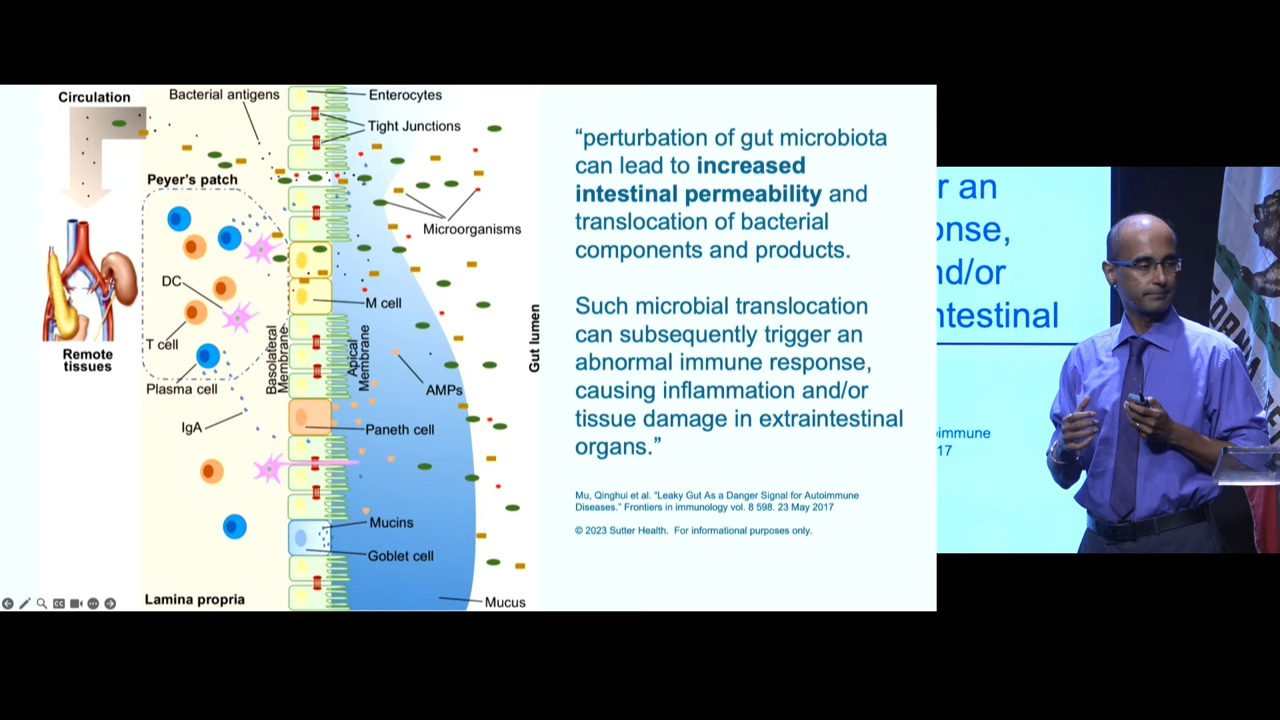 Circulation
Bacterial antigens
Enterocytes
Tight Junctions
Peyer's patch
Microorganisms
DC
M cell
T cell
Remote
tissues
Basolateral
Membrane
Apical
Membrane
Gut lumen
Plasma cell
AMPs
IgA
Paneth cell
Mucins
Goblet cell
Lamina propria
Mucus
“perturbation of gut microbiota
can lead to increased
intestinal permeability and
translocation of bacterial
components and products.
Such microbial translocation
can subsequently trigger an
abnormal immune response,
causing inflammation and/or
tissue damage in extraintestinal
organs.”
Mu, Qinghui et al. “Leaky Gut As a Danger Signal for Autoimmune
Diseases.” Frontiers in immunology vol. 8 598. 23 May 2017
© 2023 Sutter Health. For informational purposes only.
r an
onse,
nd/or
ntestinal
immune
17